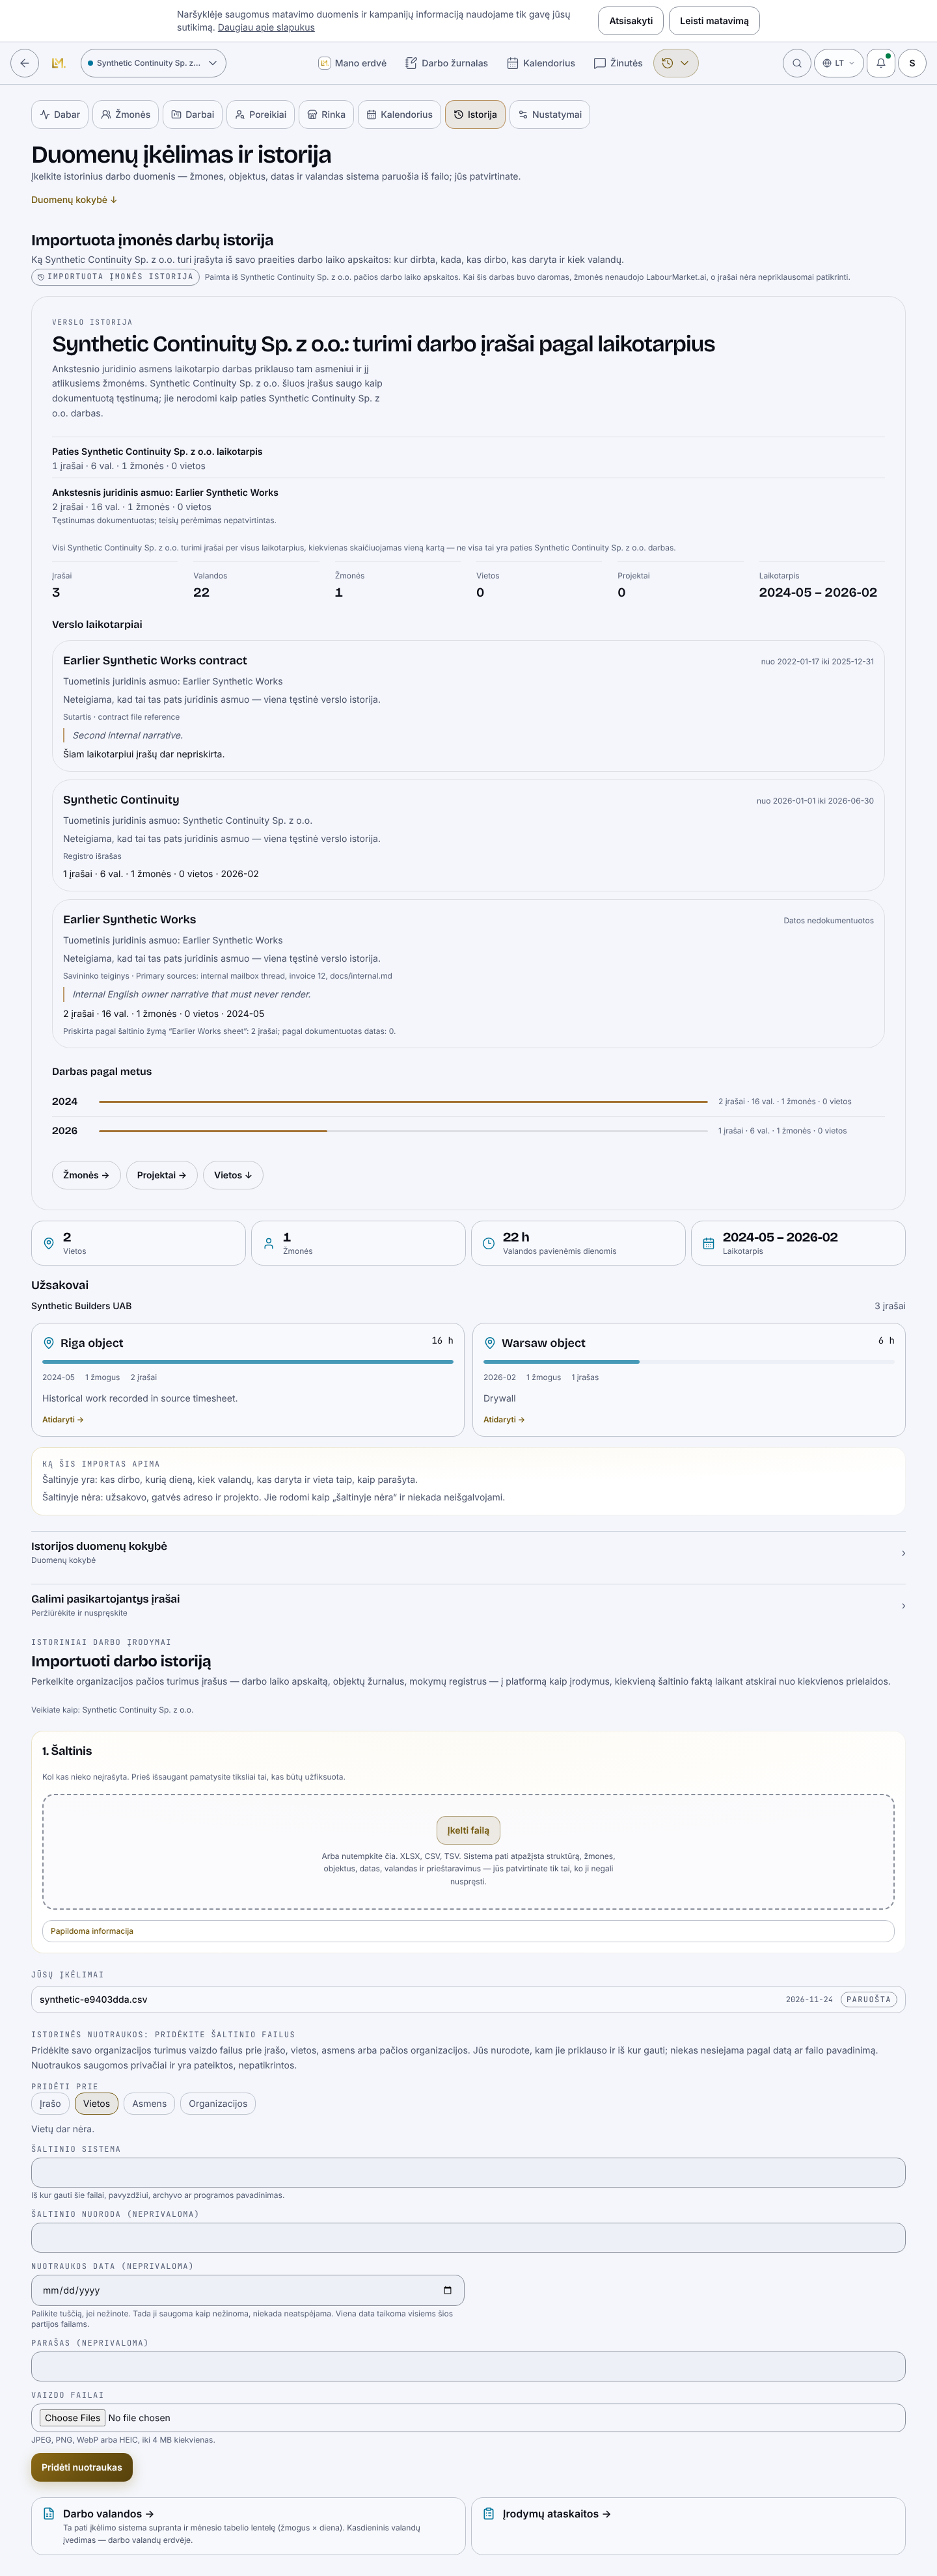 Naršyklėje saugomus matavimo duomenis ir kampanijų informaciją naudojame tik gavę jūsų
sutikimą. Daugiau apie slapukus
Atsisakyti
Leisti matavimą
Synthetic Continuity Sp. z...
Mano erdvė
Darbo žurnalas
Kalendorius
Žinutės
LT
S
Dabar
Žmonės
Darbai
Poreikiai
Rinka
Kalendorius
Istorija
Nustatymai
Duomenų įkėlimas ir istorija
Įkelkite istorinius darbo duomenis — žmones, objektus, datas ir valandas sistema paruošia iš failo; jūs patvirtinate.
Duomenų kokybė ↓
Importuota įmonės darbų istorija
Ką Synthetic Continuity Sp. z o.o. turi įrašyta iš savo praeities darbo laiko apskaitos: kur dirbta, kada, kas dirbo, kas daryta ir kiek valandų.
IMPORTUOTA ĮMONĖS ISTORIJA
Paimta iš Synthetic Continuity Sp. z o.o. pačios darbo laiko apskaitos. Kai šis darbas buvo daromas, žmonės nenaudojo LabourMarket.ai, o įrašai nėra nepriklausomai patikrinti.
VERSLO ISTORIJA
Synthetic Continuity Sp. z o.o.: turimi darbo įrašai pagal laikotarpius
Ankstesnio juridinio asmens laikotarpio darbas priklauso tam asmeniui ir jį
atlikusiems žmonėms. Synthetic Continuity Sp. z o.o. šiuos įrašus saugo kaip
dokumentuotą tęstinumą; jie nerodomi kaip paties Synthetic Continuity Sp. z
o.o. darbas.
Paties Synthetic Continuity Sp. z o.o. laikotarpis
1 įrašai · 6 val. · 1 žmonės · 0 vietos
Ankstesnis juridinis asmuo: Earlier Synthetic Works
2 įrašai · 16 val. · 1 žmonės · 0 vietos
Tęstinumas dokumentuotas; teisių perėmimas nepatvirtintas.
Visi Synthetic Continuity Sp. z o.o. turimi įrašai per visus laikotarpius, kiekvienas skaičiuojamas vieną kartą — ne visa tai yra paties Synthetic Continuity Sp. z o.o. darbas.
Įrašai
3
Valandos
22
Žmonės
1
Vietos
0
Projektai
0
Laikotarpis
2024-05 – 2026-02
Verslo laikotarpiai
Earlier Synthetic Works contract
nuo 2022-01-17 iki 2025-12-31
Tuometinis juridinis asmuo: Earlier Synthetic Works
Neteigiama, kad tai tas pats juridinis asmuo — viena tęstinė verslo istorija.
Sutartis · contract file reference
Second internal narrative.
Šiam laikotarpiui įrašų dar nepriskirta.
Synthetic Continuity
nuo 2026-01-01 iki 2026-06-30
Tuometinis juridinis asmuo: Synthetic Continuity Sp. z o.o.
Neteigiama, kad tai tas pats juridinis asmuo — viena tęstinė verslo istorija.
Registro išrašas
1 įrašai · 6 val. · 1 žmonės · 0 vietos · 2026-02
Earlier Synthetic Works
Datos nedokumentuotos
Tuometinis juridinis asmuo: Earlier Synthetic Works
Neteigiama, kad tai tas pats juridinis asmuo — viena tęstinė verslo istorija.
Savininko teiginys · Primary sources: internal mailbox thread, invoice 12, docs/internal.md
Internal English owner narrative that must never render.
2 įrašai · 16 val. · 1 žmonės · 0 vietos · 2024-05
Priskirta pagal šaltinio žymą “Earlier Works sheet”: 2 įrašai; pagal dokumentuotas datas: 0.
Darbas pagal metus
2024
2 įrašai · 16 val. · 1 žmonės · 0 vietos
2026
1 įrašai · 6 val. · 1 žmonės · 0 vietos
Žmonės →
Projektai →
Vietos ↓
2
Vietos
1
Žmonės
22 h
Valandos pavienėmis dienomis
2024-05 – 2026-02
Laikotarpis
Užsakovai
Synthetic Builders UAB
3 įrašai
Riga object
16 h
2024-05 1 žmogus 2 įrašai
Historical work recorded in source timesheet.
Atidaryti →
Warsaw object
6 h
2026-02 1 žmogus 1 įrašas
Drywall
Atidaryti →
KĄ ŠIS IMPORTAS APIMA
Šaltinyje yra: kas dirbo, kurią dieną, kiek valandų, kas daryta ir vieta taip, kaip parašyta.
Šaltinyje nėra: užsakovo, gatvės adreso ir projekto. Jie rodomi kaip „šaltinyje nėra“ ir niekada neišgalvojami.
Istorijos duomenų kokybė
Duomenų kokybė
›
Galimi pasikartojantys įrašai
Peržiūrėkite ir nuspręskite
›
ISTORINIAI DARBO ĮRODYMAI
Importuoti darbo istoriją
Perkelkite organizacijos pačios turimus įrašus — darbo laiko apskaitą, objektų žurnalus, mokymų registrus — į platformą kaip įrodymus, kiekvieną šaltinio faktą laikant atskirai nuo kiekvienos prielaidos.
Veikiate kaip: Synthetic Continuity Sp. z o.o.
1. Šaltinis
Kol kas nieko neįrašyta. Prieš išsaugant pamatysite tiksliai tai, kas būtų užfiksuota.
Įkelti failą
Arba nutempkite čia. XLSX, CSV, TSV. Sistema pati atpažįsta struktūrą, žmones,
objektus, datas, valandas ir prieštaravimus — jūs patvirtinate tik tai, ko ji negali
nuspręsti.
Papildoma informacija
JŪSŲ ĮKĖLIMAI
synthetic-e9403dda.csv
2026-11-24
PARUOŠTA
ISTORINĖS NUOTRAUKOS: PRIDĖKITE ŠALTINIO FAILUS
Pridėkite savo organizacijos turimus vaizdo failus prie įrašo, vietos, asmens arba pačios organizacijos. Jūs nurodote, kam jie priklauso ir iš kur gauti; niekas nesiejama pagal datą ar failo pavadinimą.
Nuotraukos saugomos privačiai ir yra pateiktos, nepatikrintos.
PRIDĖTI PRIE
Įrašo
Vietos
Asmens
Organizacijos
Vietų dar nėra.
ŠALTINIO SISTEMA
Iš kur gauti šie failai, pavyzdžiui, archyvo ar programos pavadinimas.
ŠALTINIO NUORODA (NEPRIVALOMA)
NUOTRAUKOS DATA (NEPRIVALOMA)
mm/dd/yyyy
Palikite tuščią, jei nežinote. Tada ji saugoma kaip nežinoma, niekada neatspėjama. Viena data taikoma visiems šios
partijos failams.
PARAŠAS (NEPRIVALOMA)
VAIZDO FAILAI
Choose Files No file chosen
JPEG, PNG, WebP arba HEIC, iki 4 MB kiekvienas.
Pridėti nuotraukas
Darbo valandos →
Ta pati įkėlimo sistema supranta ir mėnesio tabelio lentelę (žmogus × diena). Kasdieninis valandų
įvedimas — darbo valandų erdvėje.
Įrodymų ataskaitos →